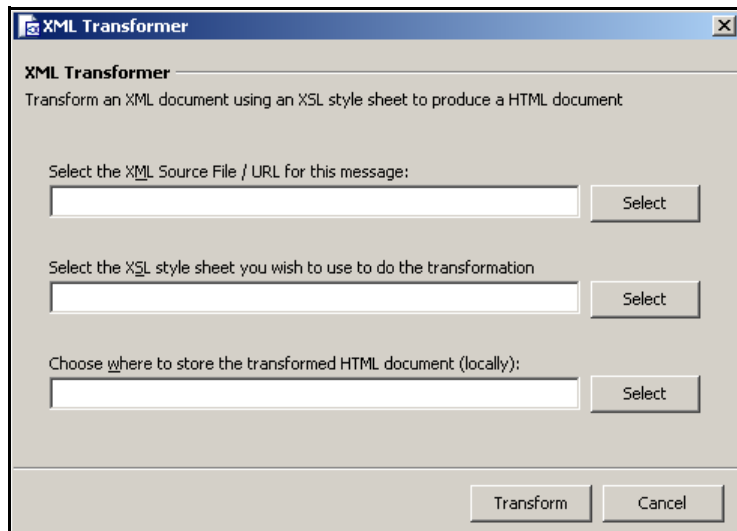 XML Transformer
XML Transformer
Transform an XML document using an XSL style sheet to produce a HTML document
Select the XML Source File / URL for this message:
Select
Select the XSL style sheet you wish to use to do the transformation
Select
Choose where to store the transformed HTML document (locally):
Select
Transform Cancel